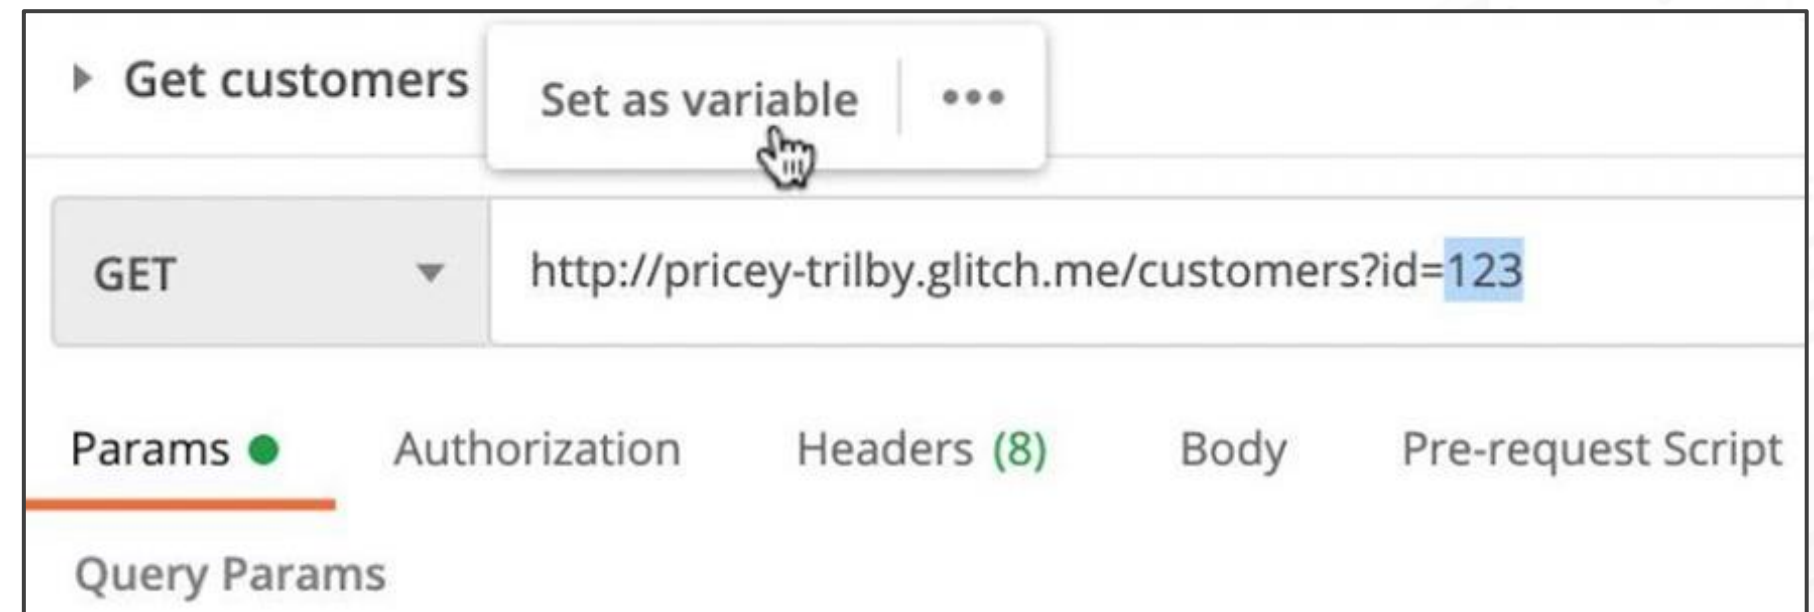 Get customers
Set as variable
GET
http://pricey-trilby.glitch.me/customers?id=123
Params Authorization Headers (8) Body Pre-request Script
Query Params